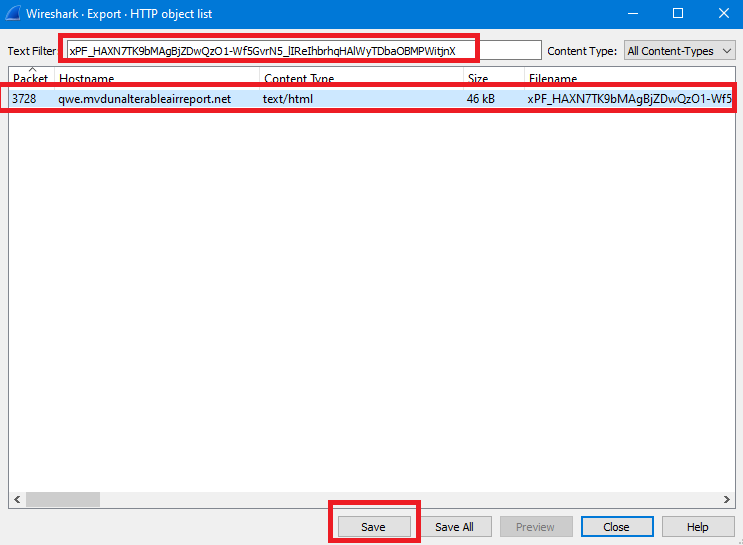 Wireshark · Export · HTTP object list
Text Filter: xPF_HAXN7TK9bMAgBjZDwQzO1-Wf5GvrN5_lIReIhbrhqHAlWyTDbaOBMPWitjnX Content Type: All Content-Types
Packet Hostname Content Type Size Filename
3728 qwe.mvdunalterableairreport.net text/html 46 kB xPF_HAXN7TK9bMAgBjZDwQzO1-Wf5
Save Save All Preview Close Help